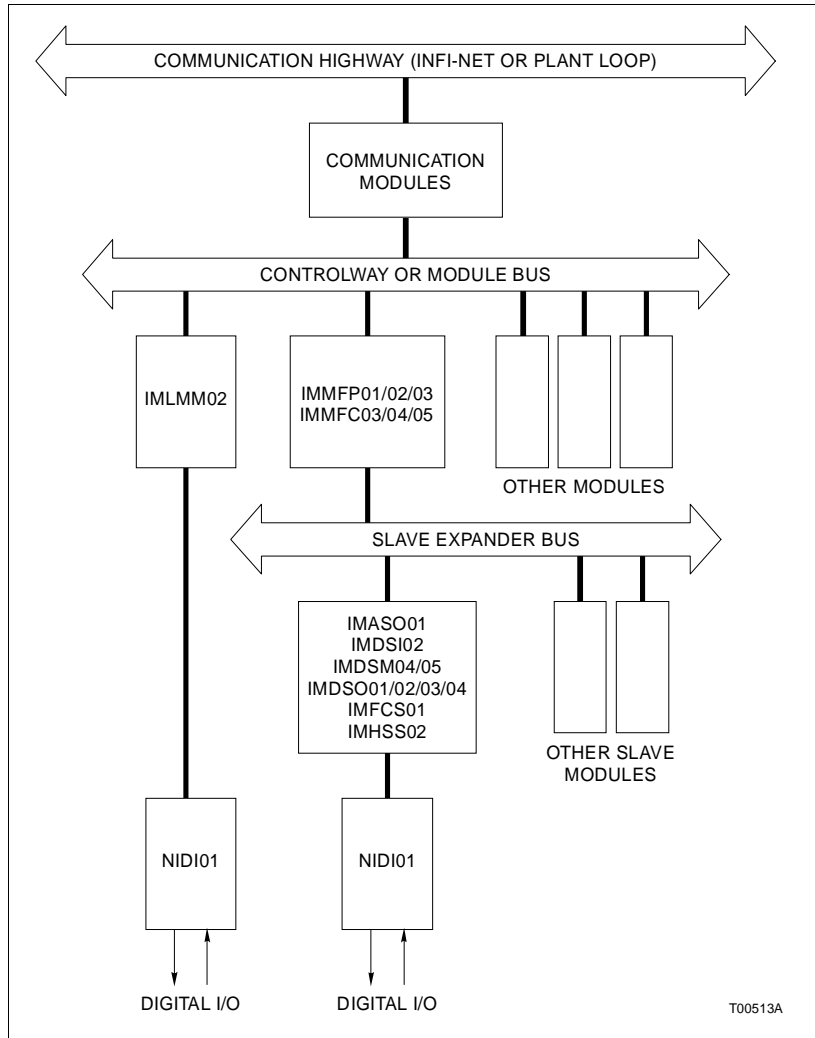 COMMUNICATION HIGHWAY (INFI-NET OR PLANT LOOP)
COMMUNICATION
MODULES
CONTROLWAY OR MODULE BUS
IMLMM02
IMMFP01/02/03
IMMFC03/04/05
OTHER MODULES
SLAVE EXPANDER BUS
IMASO01
IMDSI02
IMDSM04/05
IMDSO01/02/03/04
IMFCS01
IMHSS02
OTHER SLAVE
MODULES
NIDI01
NIDI01
DIGITAL I/O
DIGITAL I/O
T00513A